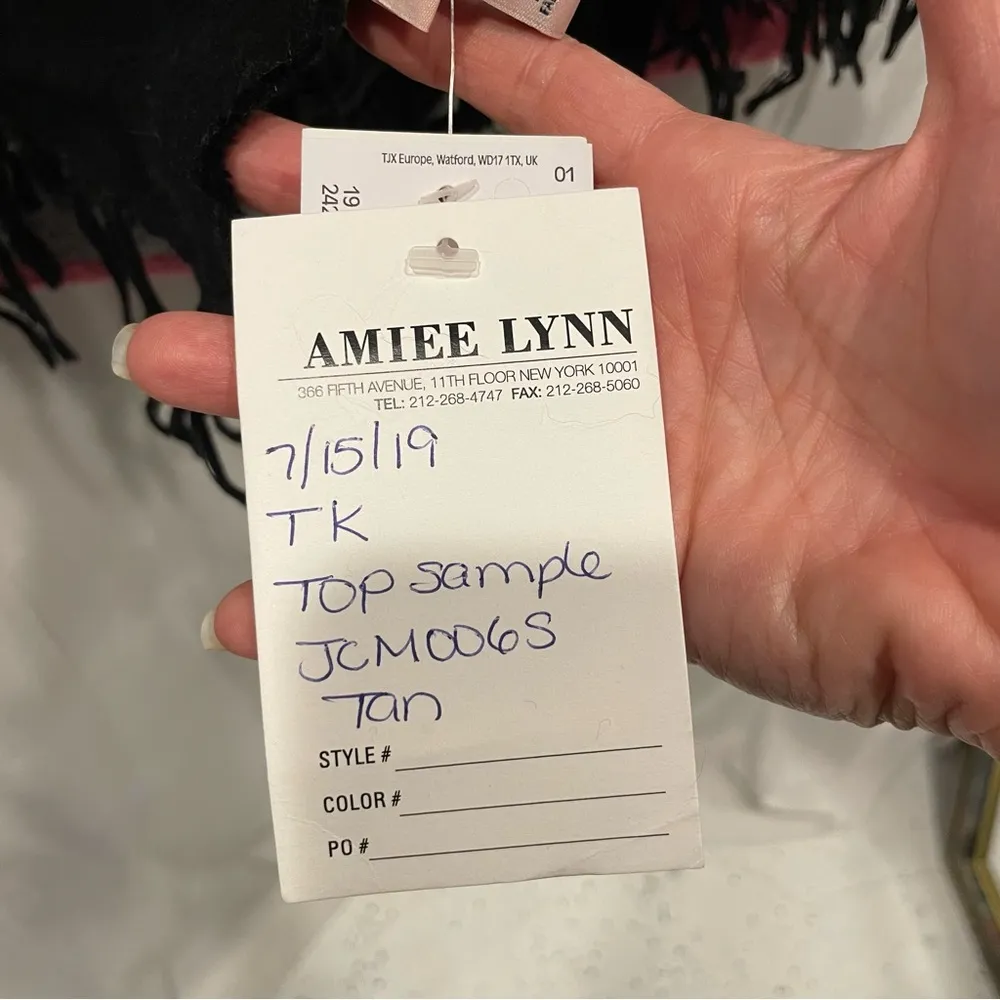 TJX Europe, Watford, WD17 1TX, UK
01
19
AMIEE LYNN
366 FIFTH AVENUE, 11TH FLOOR NEW YORK 10001
TEL: 212-268-4747 FAX: 212-268-5060
7/15/19
TK
TOP sample
JCM006S
Tan
STYLE #
COLOR #
PO #